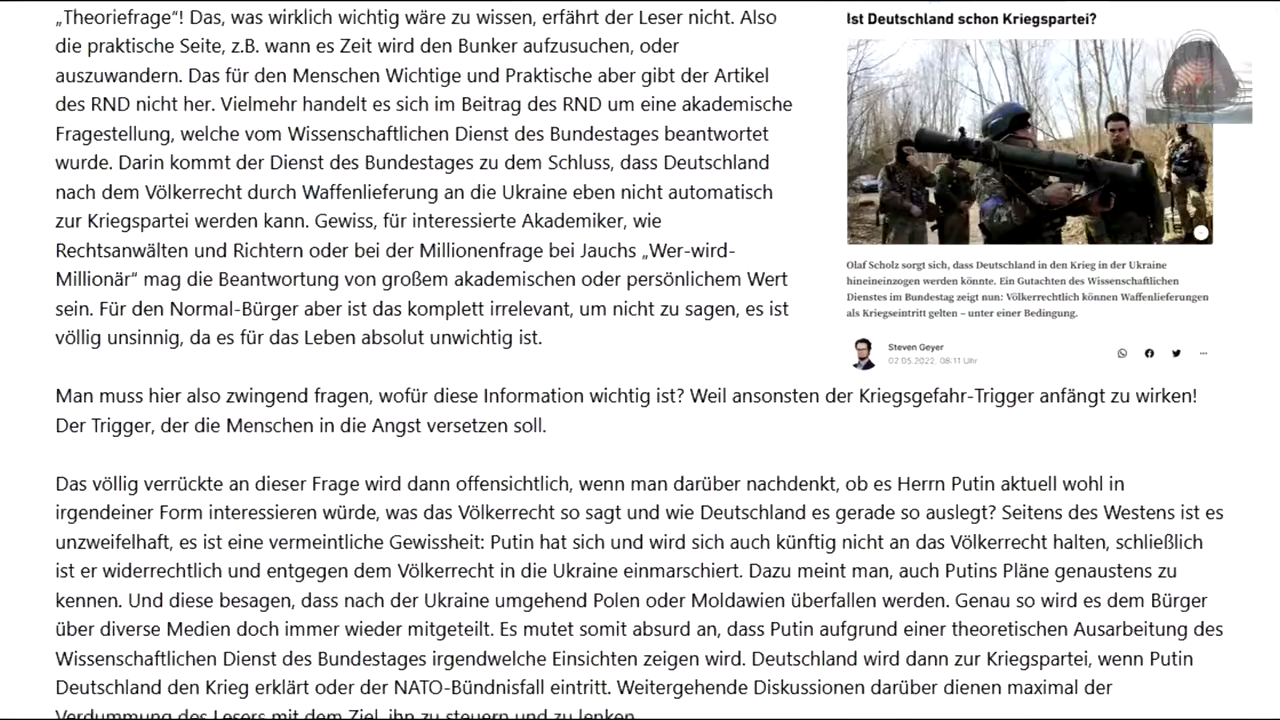 „Theoriefrage“! Das, was wirklich wichtig wäre zu wissen, erfährt der Leser nicht. Also
die praktische Seite, z.B. wann es Zeit wird den Bunker aufzusuchen, oder
auszuwandern. Das für den Menschen Wichtige und Praktische aber gibt der Artikel
des RND nicht her. Vielmehr handelt es sich im Beitrag des RND um eine akademische
Fragestellung, welche vom Wissenschaftlichen Dienst des Bundestages beantwortet
wurde. Darin kommt der Dienst des Bundestages zu dem Schluss, dass Deutschland
nach dem Völkerrecht durch Waffenlieferung an die Ukraine eben nicht automatisch
zur Kriegspartei werden kann. Gewiss, für interessierte Akademiker, wie
Rechtsanwälten und Richtern oder bei der Millionenfrage bei Jauchs „Wer-wird-
Millionär“ mag die Beantwortung von großem akademischen oder persönlichem Wert
sein. Für den Normal-Bürger aber ist das komplett irrelevant, um nicht zu sagen, es ist
völlig unsinnig, da es für das Leben absolut unwichtig ist.
Ist Deutschland schon Kriegspartei?
Olaf Scholz sorgt sich, dass Deutschland in den Krieg in der Ukraine
hineineinzogen werden könnte. Ein Gutachten des Wissenschaftlichen
Dienstes im Bundestag zeigt nun: Völkerrechtlich können Waffenlieferungen
als Kriegseintritt gelten – unter einer Bedingung.
Steven Geyer
02.05.2022, 08:11 Uhr
Man muss hier also zwingend fragen, wofür diese Information wichtig ist? Weil ansonsten der Kriegsgefahr-Trigger anfängt zu wirken!
Der Trigger, der die Menschen in die Angst versetzen soll.
Das völlig verrückte an dieser Frage wird dann offensichtlich, wenn man darüber nachdenkt, ob es Herrn Putin aktuell wohl in
irgendeiner Form interessieren würde, was das Völkerrecht so sagt und wie Deutschland es gerade so auslegt? Seitens des Westens ist es
unzweifelhaft, es ist eine vermeintliche Gewissheit: Putin hat sich und wird sich auch künftig nicht an das Völkerrecht halten, schließlich
ist er widerrechtlich und entgegen dem Völkerrecht in die Ukraine einmarschiert. Dazu meint man, auch Putins Pläne genaustens zu
kennen. Und diese besagen, dass nach der Ukraine umgehend Polen oder Moldawien überfallen werden. Genau so wird es dem Bürger
über diverse Medien doch immer wieder mitgeteilt. Es mutet somit absurd an, dass Putin aufgrund einer theoretischen Ausarbeitung des
Wissenschaftlichen Dienst des Bundestages irgendwelche Einsichten zeigen wird. Deutschland wird dann zur Kriegspartei, wenn Putin
Deutschland den Krieg erklärt oder der NATO-Bündnisfall eintritt. Weitergehende Diskussionen darüber dienen maximal der
Verdummung des Lesers mit dem Ziel, ihn zu steuern und zu lenken.